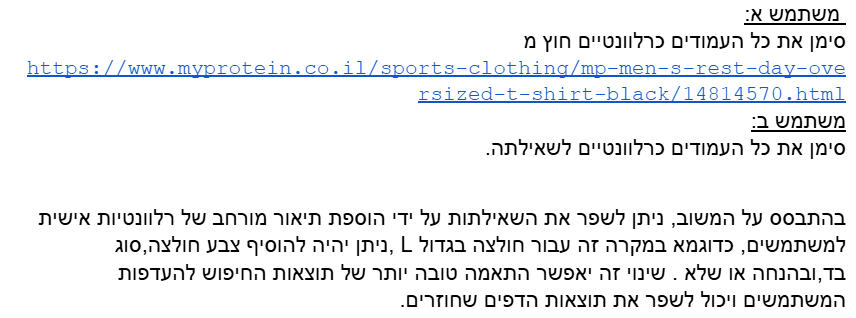 משתמש א:
סימן את כל העמודים כרלוונטיים חוץ מ
https://www.myprotein.co.il/sports-clothing/mp-men-s-rest-day-ove
rsized-t-shirt-black/14814570.html
משתמש ב:
סימן את כל העמודים כרלוונטיים לשאילתה.
בהתבסס על המשוב, ניתן לשפר את השאילתות על ידי הוספת תיאור מורחב של רלוונטיות אישית
למשתמשים, כדוגמא במקרה זה עבור חולצה בגדול L ,ניתן יהיה להוסיף צבע חולצה,סוג
בד,ובהנחה או שלא . שינוי זה יאפשר התאמה טובה יותר של תוצאות החיפוש להעדפות
המשתמשים ויכול לשפר את תוצאות הדפים שחוזרים.